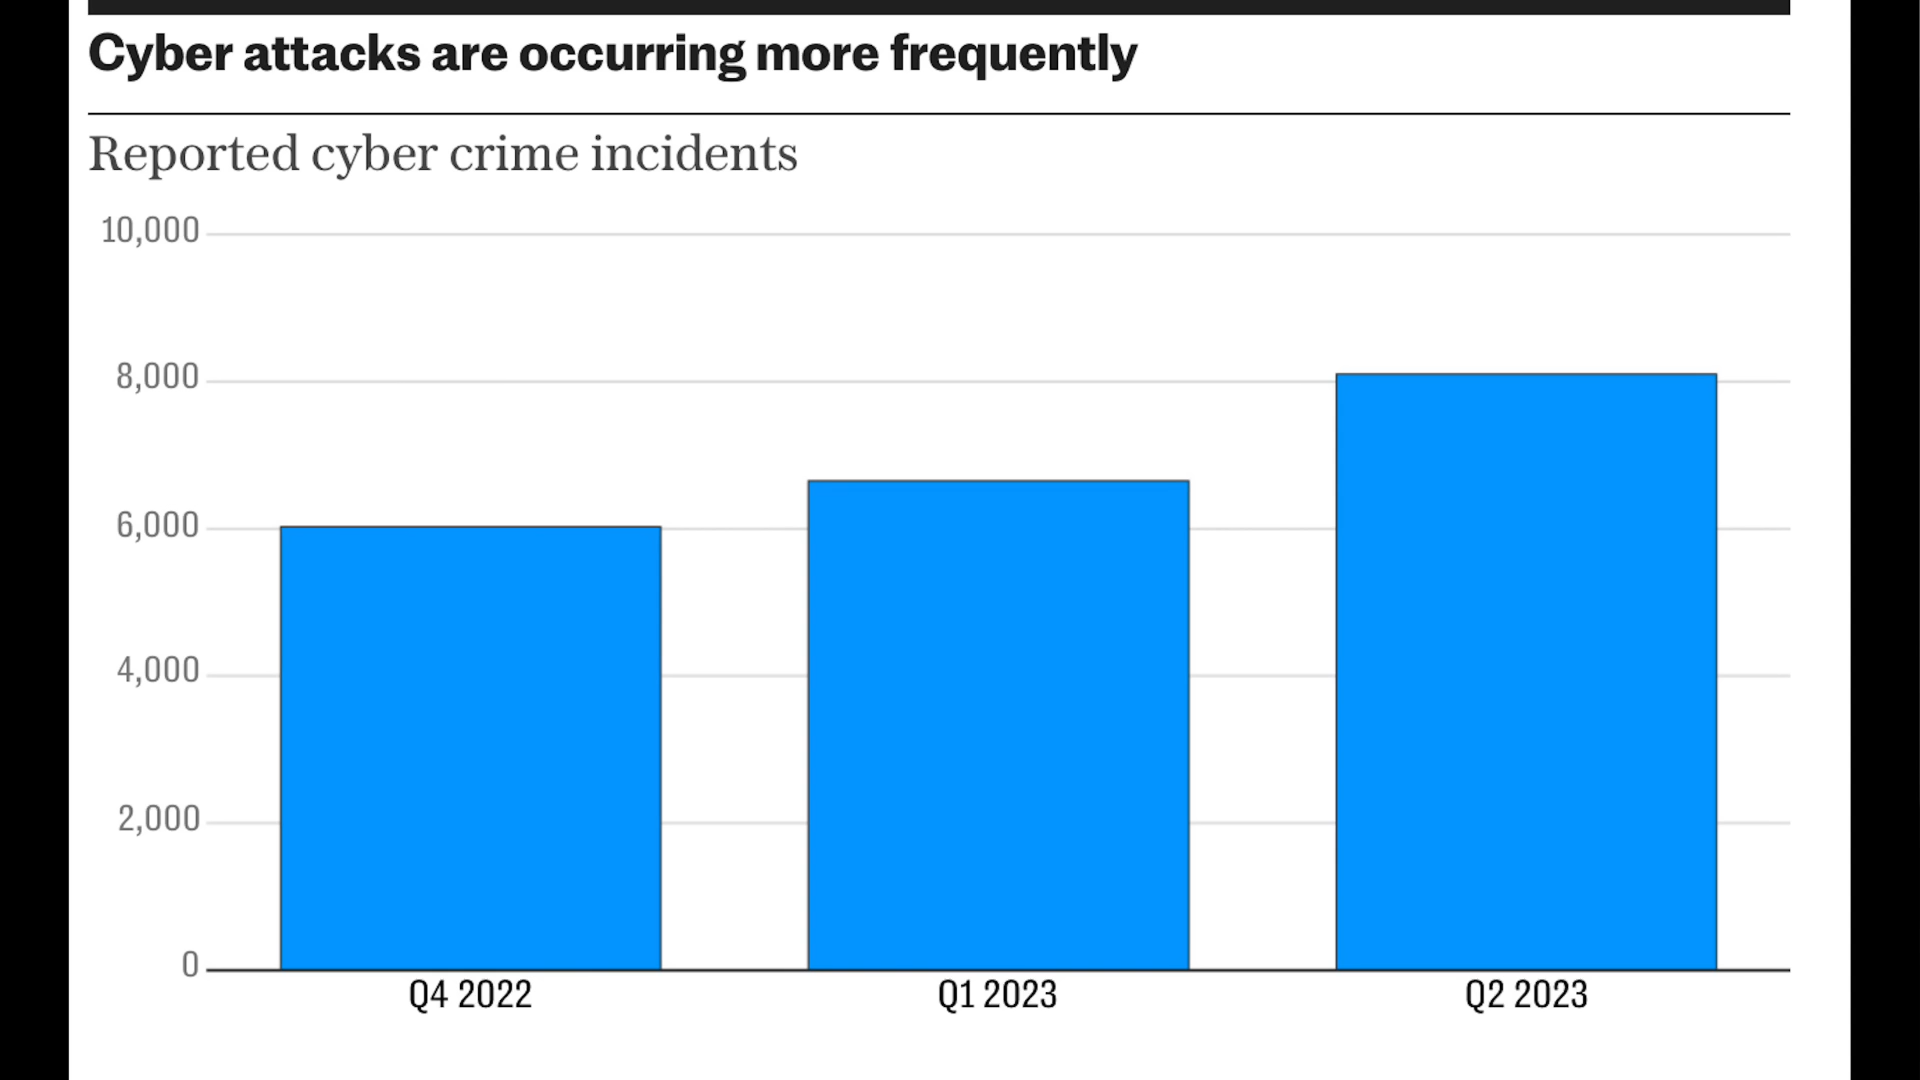 Cyber attacks are occurring more frequently
Reported cyber crime incidents
10,000
8,000
6,000
4,000
2,000
0
Q4 2022 Q1 2023 Q2 2023